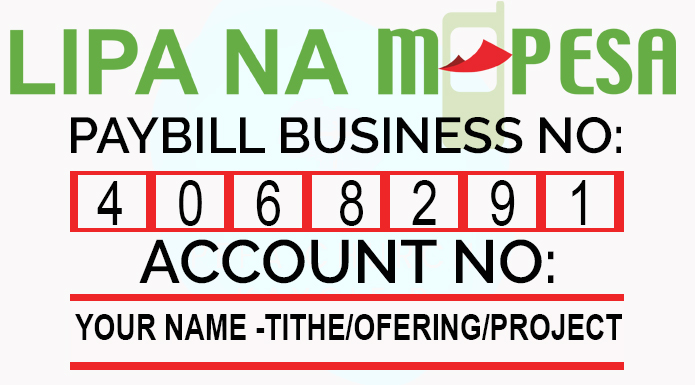 LIPA NA M-PESA
PAYBILL BUSINESS NO:
4 0 6 8 2 9 1
ACCOUNT NO:
YOUR NAME -TITHE/OFERING/PROJECT